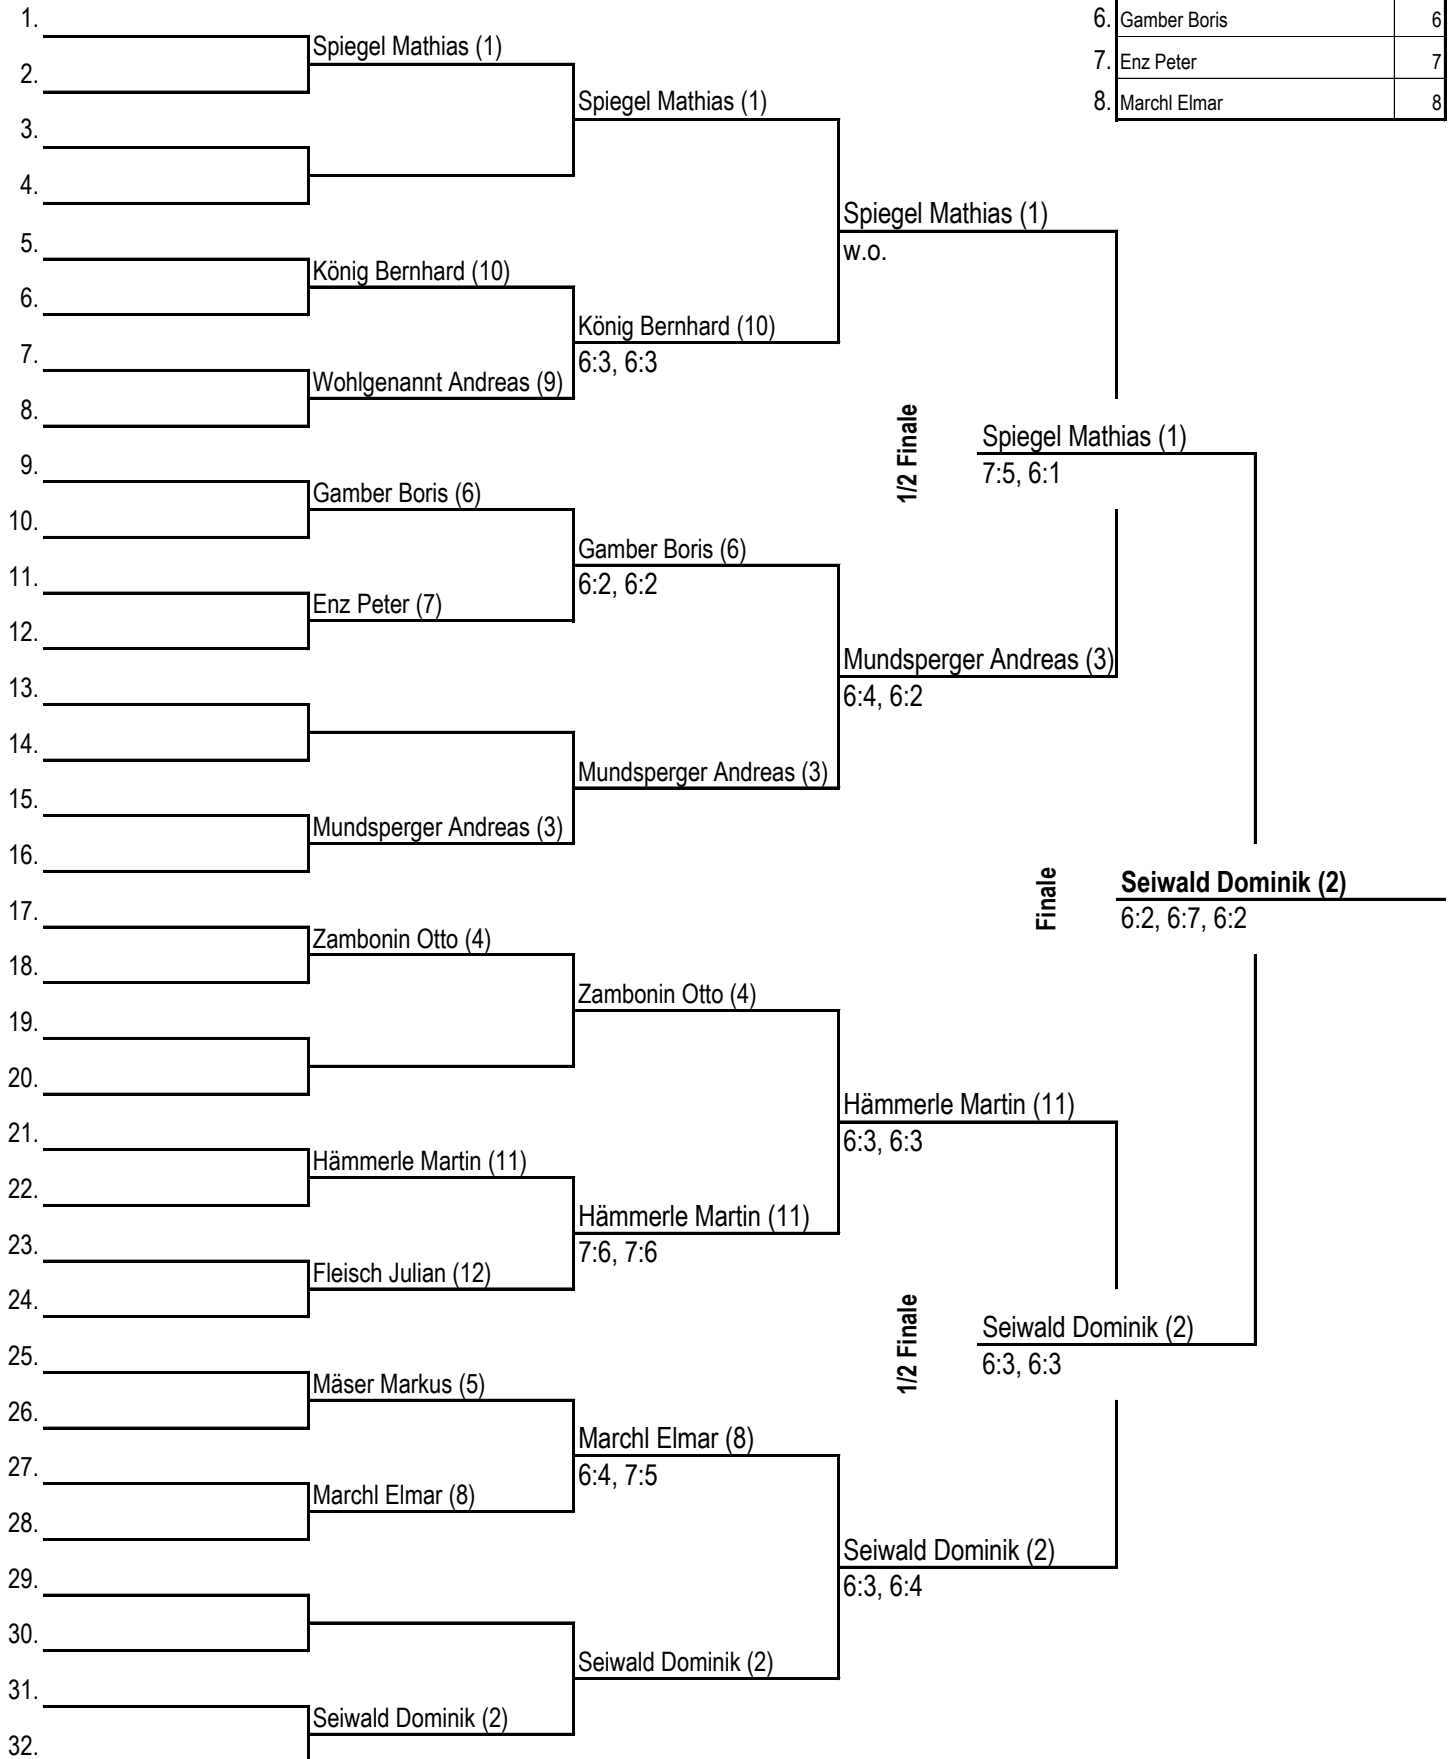 1.
6. Gamber Boris 6
Spiegel Mathias (1)
2.
7. Enz Peter 7
Spiegel Mathias (1)
8. Marchl Elmar 8
3.
4.
Spiegel Mathias (1)
w.o.
5.
König Bernhard (10)
6.
König Bernhard (10)
6:3, 6:3
7.
Wohlgenannt Andreas (9)
8.
1/2 Finale
Spiegel Mathias (1)
7:5, 6:1
9.
Gamber Boris (6)
10.
Gamber Boris (6)
6:2, 6:2
11.
Enz Peter (7)
12.
Mundsperger Andreas (3)
6:4, 6:2
13.
14.
Mundsperger Andreas (3)
15.
Mundsperger Andreas (3)
16.
Finale
Seiwald Dominik (2)
6:2, 6:7, 6:2
17.
Zambonin Otto (4)
18.
Zambonin Otto (4)
19.
20.
Hämmerle Martin (11)
6:3, 6:3
21.
Hämmerle Martin (11)
22.
Hämmerle Martin (11)
7:6, 7:6
23.
Fleisch Julian (12)
24.
1/2 Finale
Seiwald Dominik (2)
6:3, 6:3
25.
Mäser Markus (5)
26.
Marchl Elmar (8)
6:4, 7:5
27.
Marchl Elmar (8)
28.
Seiwald Dominik (2)
6:3, 6:4
29.
30.
Seiwald Dominik (2)
31.
Seiwald Dominik (2)
32.